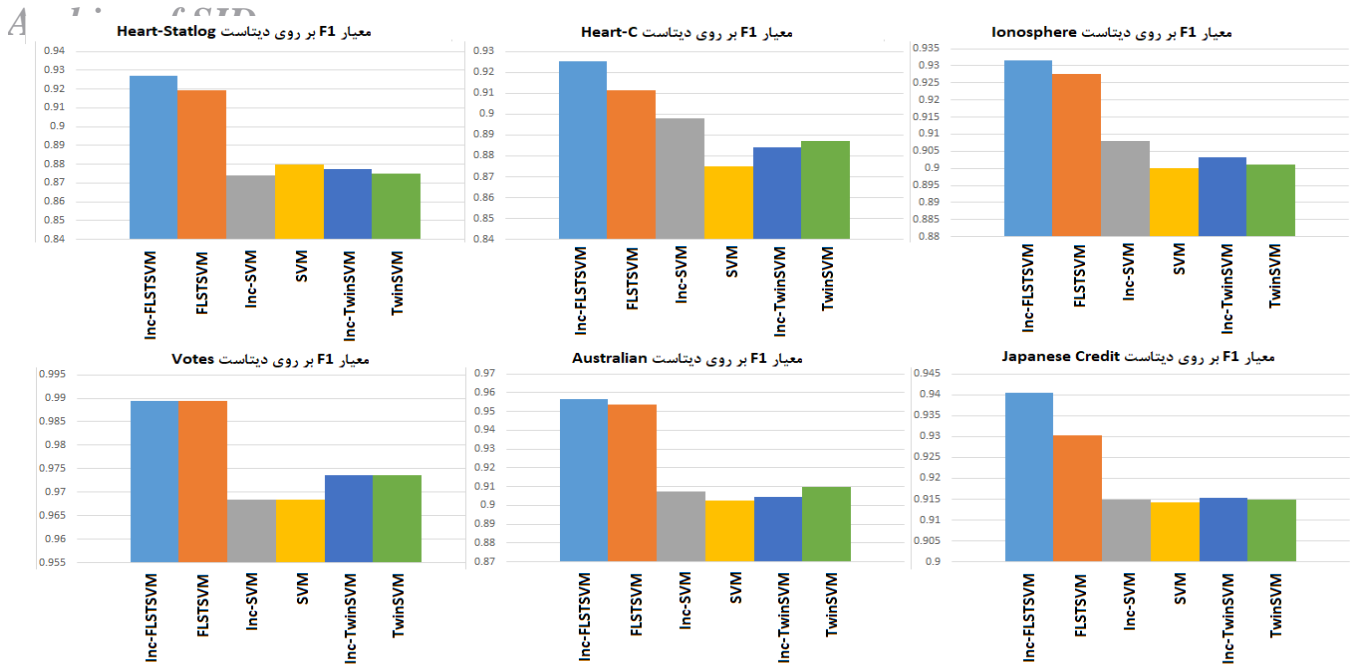 معیار F1 بر روی دیتاست Heart-Statlog
0.94
0.93
0.92
0.91
0.9
0.89
0.88
0.87
0.86
0.85
0.84
Inc-FLSTSVM
FLSTSVM
Inc-SVM
SVM
Inc-TwinSVM
TwinSVM
معیار F1 بر روی دیتاست Heart-C
0.93
0.92
0.91
0.9
0.89
0.88
0.87
0.86
0.85
0.84
Inc-FLSTSVM
FLSTSVM
Inc-SVM
SVM
Inc-TwinSVM
TwinSVM
معیار F1 بر روی دیتاست Ionosphere
0.935
0.93
0.925
0.92
0.915
0.91
0.905
0.9
0.895
0.89
0.885
0.88
Inc-FLSTSVM
FLSTSVM
Inc-SVM
SVM
Inc-TwinSVM
TwinSVM
معیار F1 بر روی دیتاست Votes
0.995
0.99
0.985
0.98
0.975
0.97
0.965
0.96
0.955
Inc-FLSTSVM
FLSTSVM
Inc-SVM
SVM
Inc-TwinSVM
TwinSVM
معیار F1 بر روی دیتاست Australian
0.97
0.96
0.95
0.94
0.93
0.92
0.91
0.9
0.89
0.88
0.87
Inc-FLSTSVM
FLSTSVM
Inc-SVM
SVM
Inc-TwinSVM
TwinSVM
معیار F1 بر روی دیتاست Japanese Credit
0.945
0.94
0.935
0.93
0.925
0.92
0.915
0.91
0.905
0.9
Inc-FLSTSVM
FLSTSVM
Inc-SVM
SVM
Inc-TwinSVM
TwinSVM